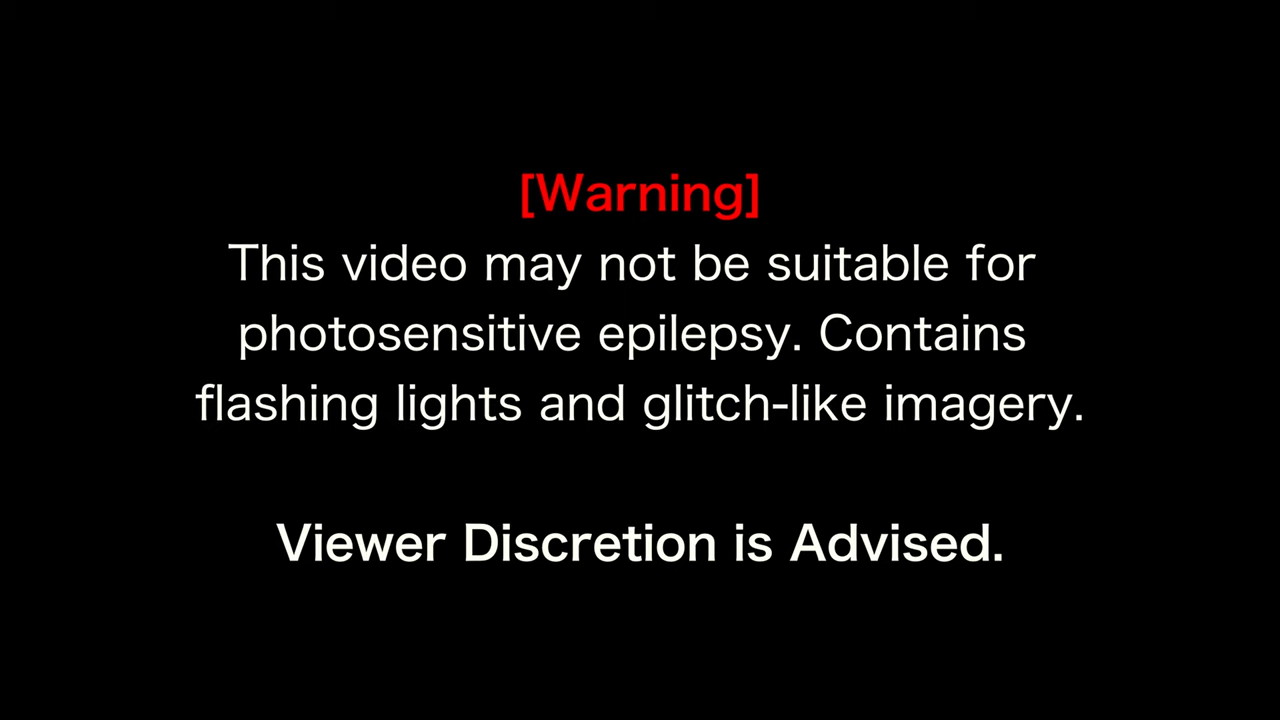 [Warning]
This video may not be suitable for
photosensitive epilepsy. Contains
flashing lights and glitch-like imagery.
Viewer Discretion is Advised.